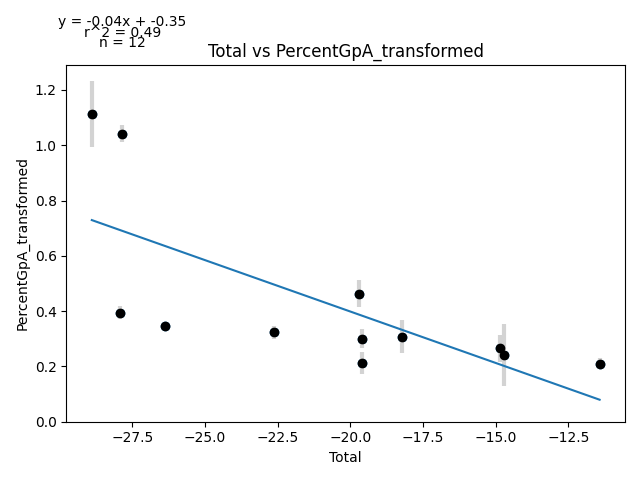 y = -0.04x + -0.35
r^2 = 0.49
n = 12
Total vs PercentGpA_transformed
PercentGpA_transformed
1.2
1.0
0.8
0.6
0.4
0.2
0.0
−27.5 −25.0 −22.5 −20.0 −17.5 −15.0 −12.5
Total